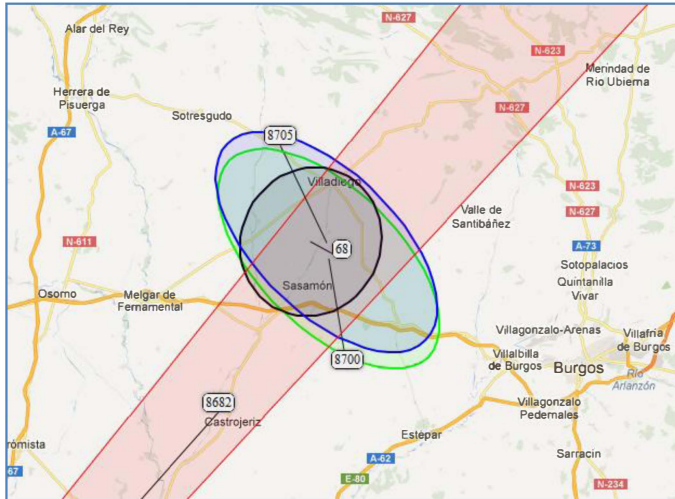 N-627
Alar del Rey
N-623
Merindad de
Rio Ubierna
Herrera de
Pisuerga
N-627
Sotresgudo
A-67
8705
Villadiego
N-623
Valle de
Santibáñez
N-627
N-611
68
A-73
Sotopalacios
Sasamón
Quintanilla
Vivar
Osorno
Melgar de
Fernamental
Villagonzalo-Arenas
Villafría
de Burgos
8700
Villalbilla
de Burgos
Burgos
Río
Arlanzón
8682
Castrojeriz
Villagonzalo
Pedernales
Estépar
rómista
Sarracín
A-62
67
E-80
N-234